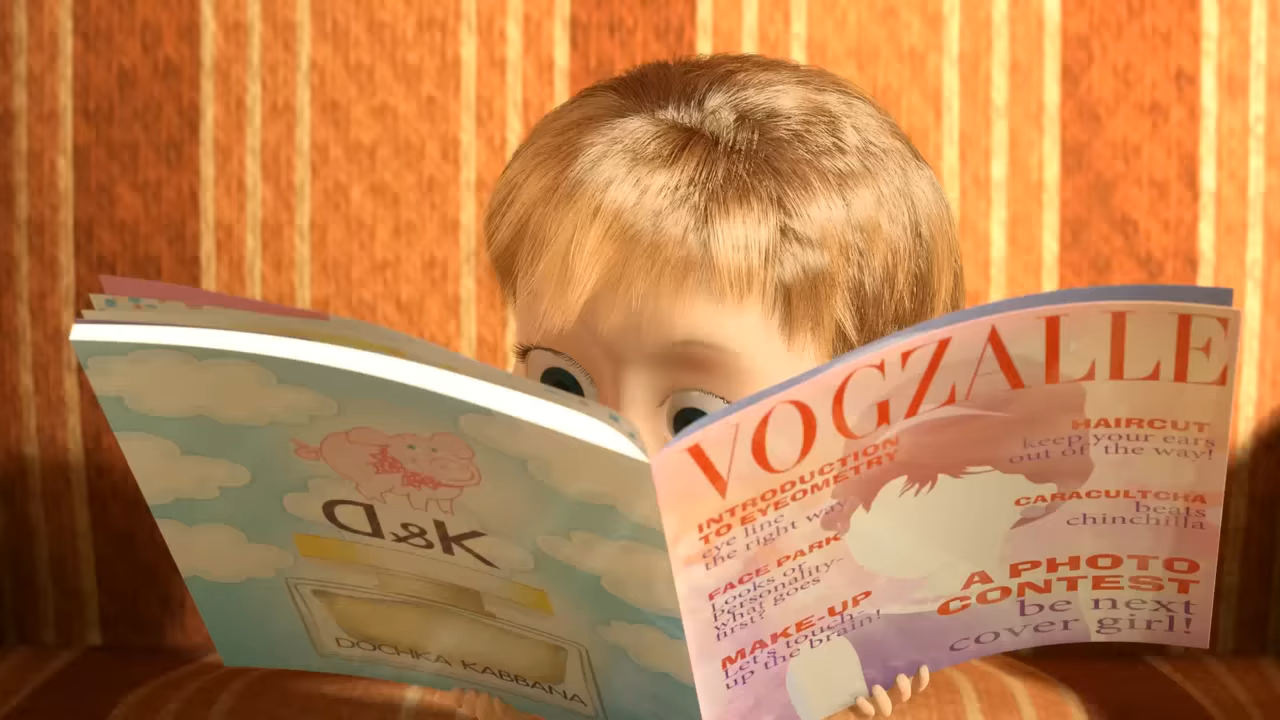 D&K
DOCHKA KABBANA
VOGZALLE
INTRODUCTION
TO EYEOMETRY
eye line
the right way
FACE PARK
Looks or
personality-
what goes
first?
MAKE-UP
Let's touch-
up the brain!
HAIRCUT
keep your ears
out of the way!
CARACULTCHA
beats
chinchilla
A PHOTO
CONTEST
be next
cover girl!